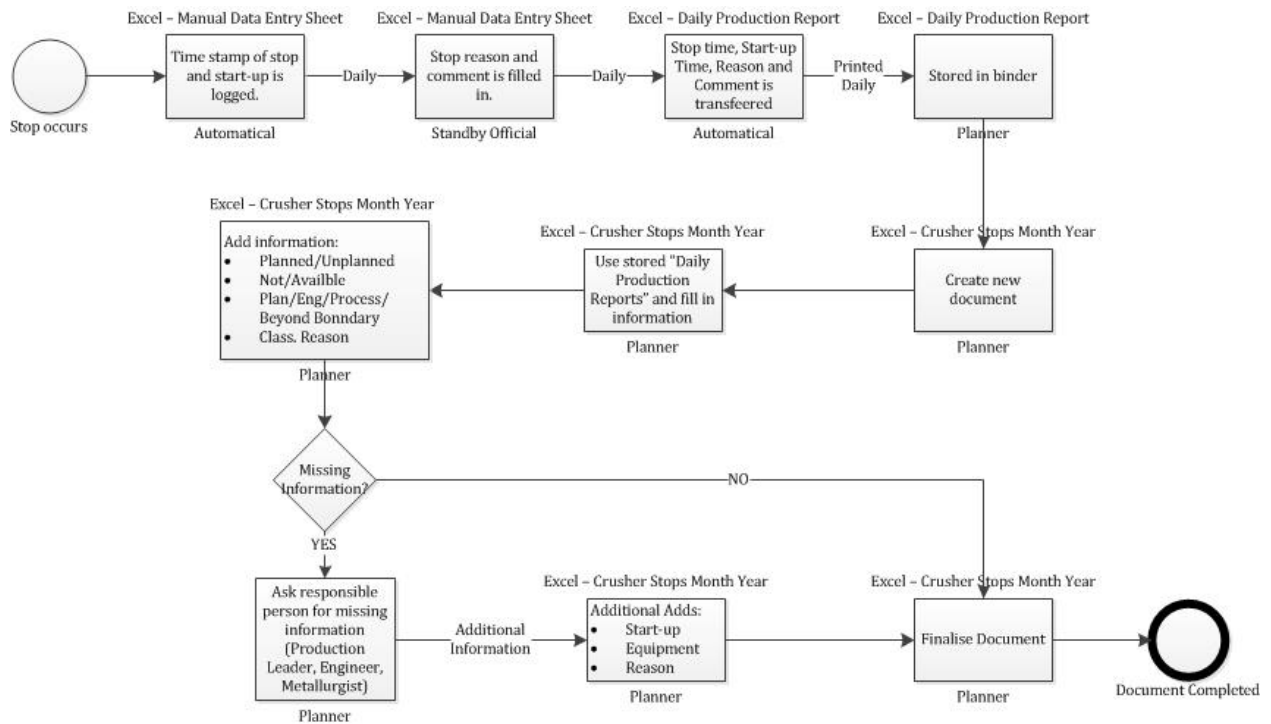 Excel – Manual Data Entry Sheet
Time stamp of stop
and start-up is
logged.
Automatical
Stop occurs
Daily
Excel – Manual Data Entry Sheet
Stop reason and
comment is filled
in.
Standby Official
Daily
Excel – Daily Production Report
Stop time, Start-up
Time, Reason and
Comment is
transfeered
Automatical
Printed
Daily
Excel – Daily Production Report
Stored in binder
Planner
Excel – Crusher Stops Month Year
Create new
document
Planner
Excel – Crusher Stops Month Year
Use stored "Daily
Production
Reports" and fill in
information
Planner
Excel – Crusher Stops Month Year
Add information:
• Planned/Unplanned
• Not/Availble
• Plan/Eng/Process/
Beyond Bonndary
• Class. Reason
Planner
Missing
Information?
NO
YES
Ask responsible
person for missing
information
(Production
Leader, Engineer,
Metallurgist)
Planner
Additional
Information
Excel – Crusher Stops Month Year
Additional Adds:
• Start-up
• Equipment
• Reason
Planner
Excel – Crusher Stops Month Year
Finalise Document
Planner
Document Completed